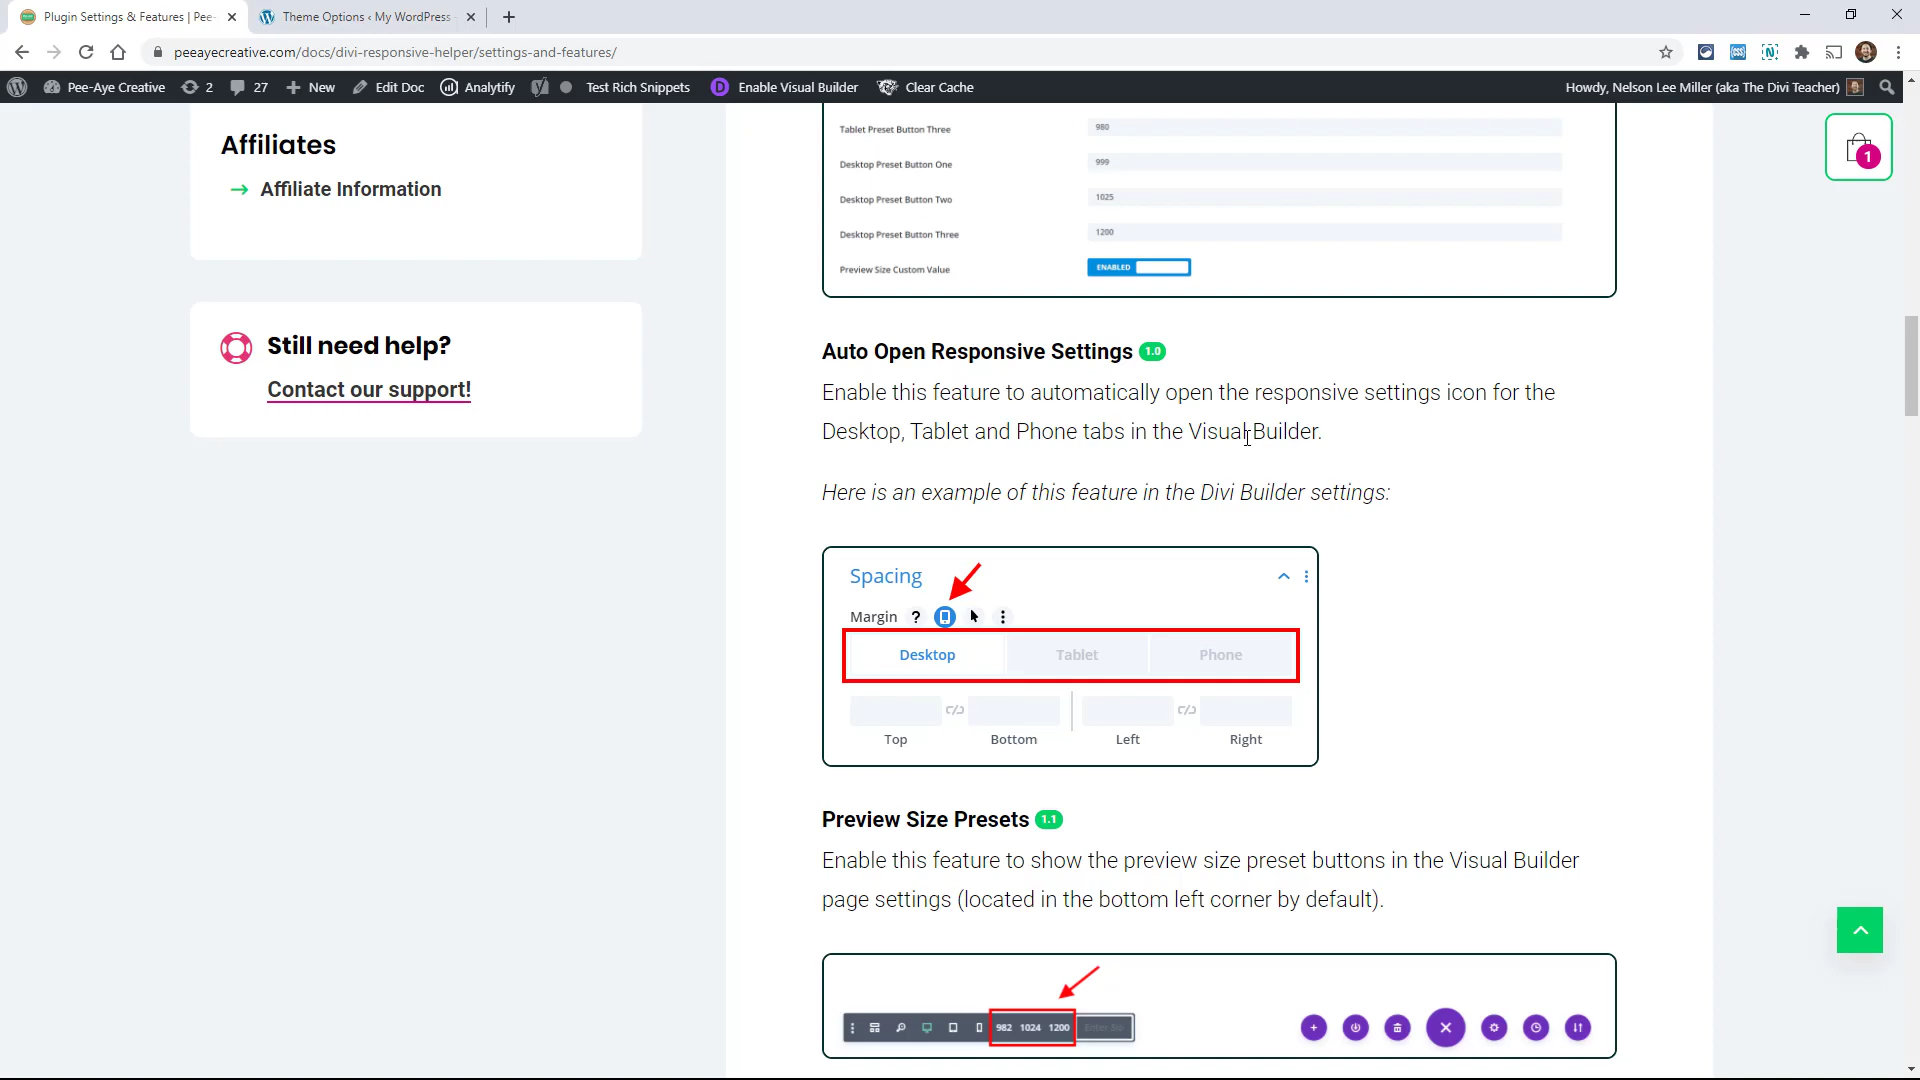 Plugin Settings & Features | Pee-
Theme Options ‹ My WordPress
peeayecreative.com/docs/divi-responsive-helper/settings-and-features/
Pee-Aye Creative 2 27 New Edit Doc Analytify Test Rich Snippets Enable Visual Builder Clear Cache Howdy, Nelson Lee Miller (aka The Divi Teacher)
1
Affiliates
Affiliate Information
Still need help?
Contact our support!
Tablet Preset Button Three 980
Desktop Preset Button One 999
Desktop Preset Button Two 1025
Desktop Preset Button Three 1200
Preview Size Custom Value ENABLED
Auto Open Responsive Settings 1.0
Enable this feature to automatically open the responsive settings icon for the
Desktop, Tablet and Phone tabs in the Visual Builder.
Here is an example of this feature in the Divi Builder settings:
Spacing
Margin ?
Desktop Tablet Phone
Top Bottom Left Right
Preview Size Presets 1.1
Enable this feature to show the preview size preset buttons in the Visual Builder
page settings (located in the bottom left corner by default).
982 1024 1200